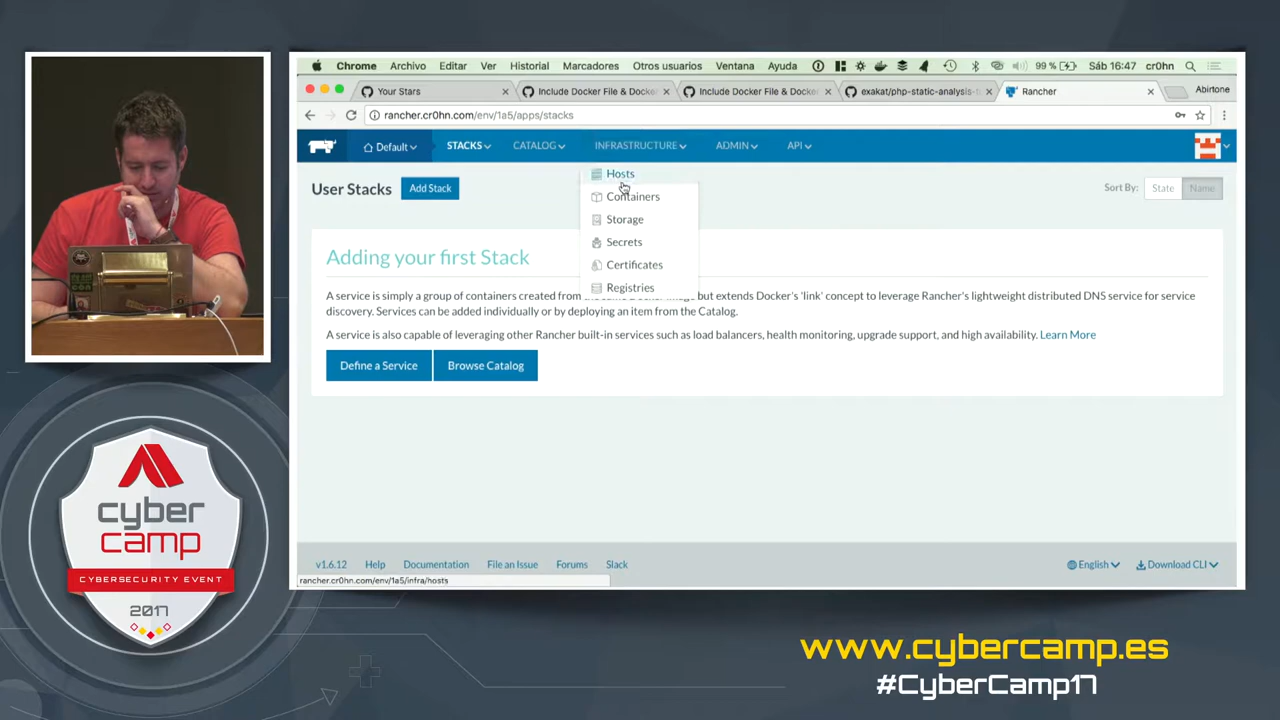 Chrome Archivo Editar Ver Historial Marcadores Otros usuarios Ventana Ayuda 99 % Sáb 16:47 cr0hn
Your Stars
Include Docker File & Docke
Include Docker File & Docke
exakat/php-static-analysis-t
Rancher
Abirtone
rancher.cr0hn.com/env/1a5/apps/stacks
Default STACKS CATALOG INFRASTRUCTURE ADMIN API
Hosts
Containers
Storage
Secrets
Certificates
Registries
User Stacks Add Stack
Sort By: State Name
Adding your first Stack
A service is simply a group of containers created from but extends Docker's 'link' concept to leverage Rancher's lightweight distributed DNS service for service
discovery. Services can be added individually or by deploying an item from the Catalog.
A service is also capable of leveraging other Rancher built-in services such as load balancers, health monitoring, upgrade support, and high availability. Learn More
Define a Service Browse Catalog
v1.6.12 Help Documentation File an Issue Forums Slack English Download CLI
rancher.cr0hn.com/env/1a5/infra/hosts
cyber
camp
CYBERSECURITY EVENT
2017
www.cybercamp.es
#CyberCamp17